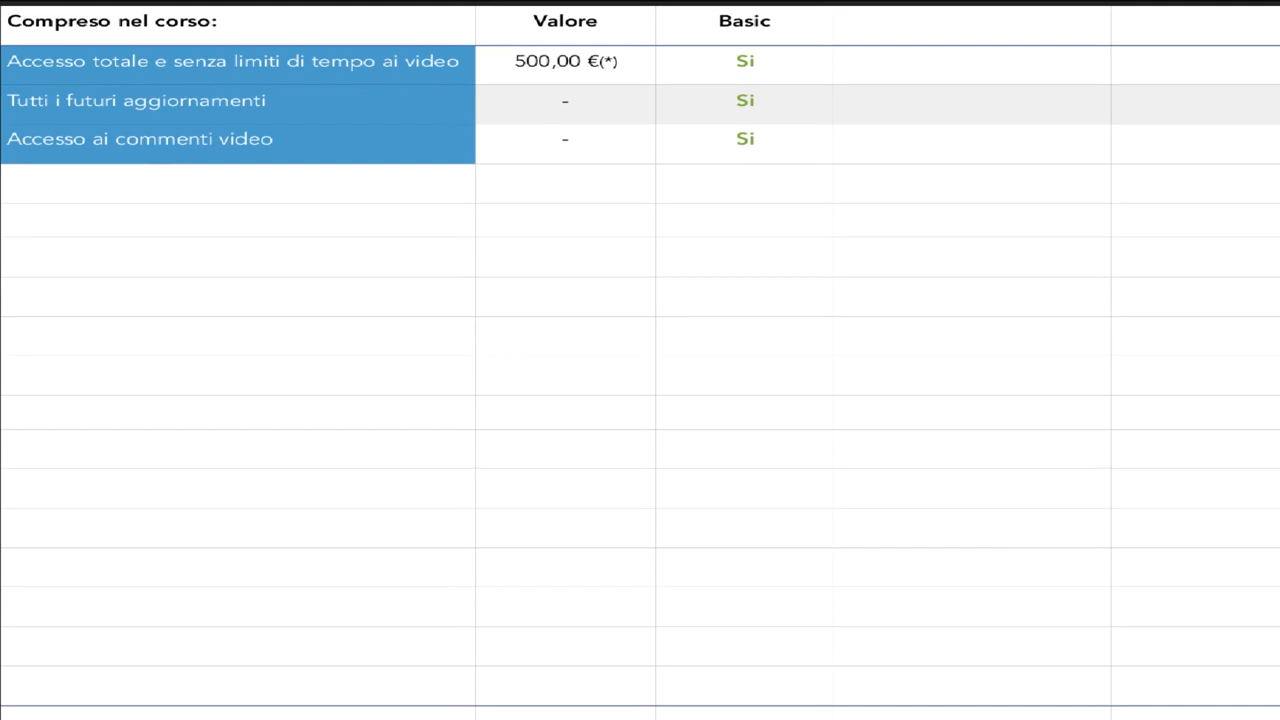 Compreso nel corso: Valore Basic
Accesso totale e senza limiti di tempo ai video 500,00 €(*) Si
Tutti i futuri aggiornamenti - Si
Accesso ai commenti video - Si